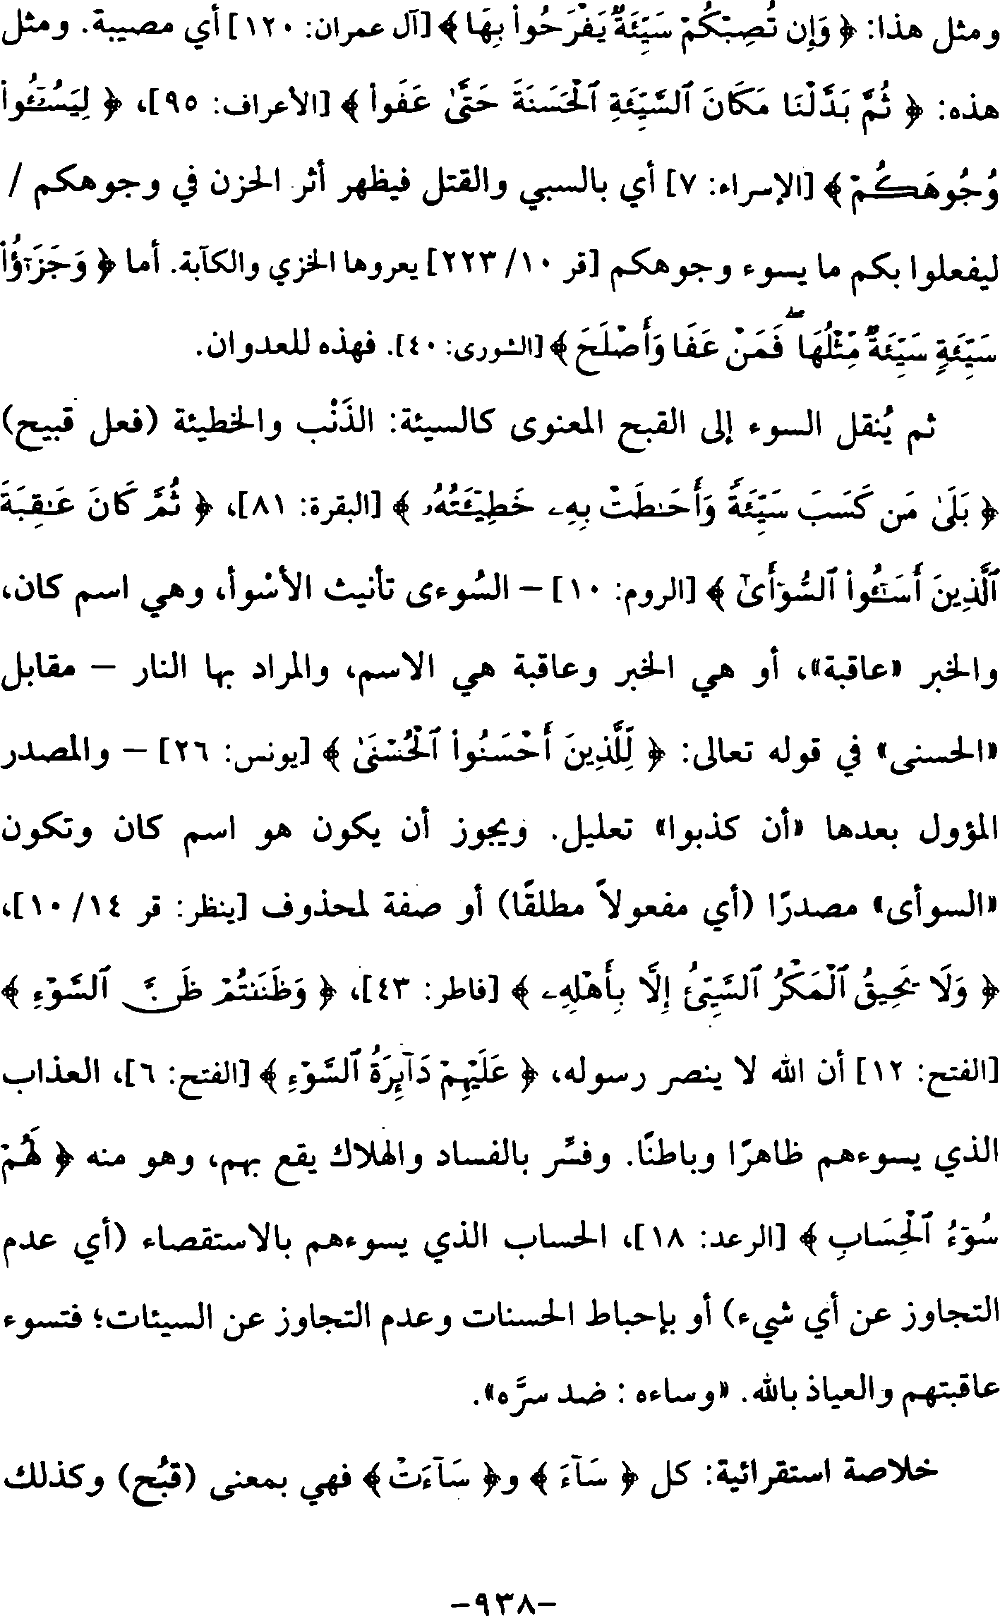 ومثل هذا: ﴿ وَإِن تُصِبْكُمْ سَيِّئَةٌ يَفْرَحُوا۟ بِهَا ﴾ [آل عمران: ١٢٠] أي مصيبة. ومثل
هذه: ﴿ ثُمَّ بَدَّلْنَا مَكَانَ ٱلسَّيِّئَةِ ٱلْحَسَنَةَ حَتَّىٰ عَفَوا۟ ﴾ [الأعراف: ٩٥]، ﴿ لِيَسُـۥٓـُٔوا۟
وُجُوهَكُمْ ﴾ [الإسراء: ٧] أي بالسبي والقتل فيظهر أثر الحزن في وجوهكم /
ليفعلوا بكم ما يسوء وجوهكم [قر ١٠/ ٢٢٣] يعروها الخزي والكآبة. أما ﴿ وَجَزَٰٓؤُا۟
سَيِّئَةٍ سَيِّئَةٌ مِّثْلُهَا ۖ فَمَنْ عَفَا وَأَصْلَحَ ﴾ [الشورى: ٤٠]. فهذه للعدوان.
ثم يُنقل السوء إلى القبح المعنوى كالسيئة: الذَنْب والخطيئة (فعل قبيح)
﴿ بَلَىٰ مَن كَسَبَ سَيِّئَةً وَأَحَـٰطَتْ بِهِۦ خَطِيٓـَٔتُهُۥ ﴾ [البقرة: ٨١]، ﴿ ثُمَّ كَانَ عَـٰقِبَةَ
ٱلَّذِينَ أَسَـٰٓـُٔوا۟ ٱلسُّوٓأَىٰٓ ﴾ [الروم: ١٠] – السُوءى تأنيث الأسْوأ، وهي اسم كان،
والخبر «عاقبة»، أو هي الخبر وعاقبة هي الاسم، والمراد بها النار – مقابل
«الحسنى» في قوله تعالى: ﴿ لِّلَّذِينَ أَحْسَنُوا۟ ٱلْحُسْنَىٰ ﴾ [يونس: ٢٦] – والمصدر
المؤول بعدها «أن كذبوا» تعليل. ويجوز أن يكون هو اسم كان وتكون
«السوأى» مصدرًا (أي مفعولاً مطلقًا) أو صفة لمحذوف [ينظر: قر ١٤/ ١٠]،
﴿ وَلَا يَحِيقُ ٱلْمَكْرُ ٱلسَّيِّئُ إِلَّا بِأَهْلِهِۦ ﴾ [فاطر: ٤٣]، ﴿ وَظَنَنتُمْ ظَنَّ ٱلسَّوْءِ ﴾
[الفتح: ١٢] أن الله لا ينصر رسوله، ﴿ عَلَيْهِمْ دَآئِرَةُ ٱلسَّوْءِ ﴾ [الفتح: ٦]، العذاب
الذي يسوءهم ظاهرًا وباطنًا. وفسَّر بالفساد والهلاك يقع بهم، وهو منه ﴿ لَهُمْ
سُوٓءُ ٱلْحِسَابِ ﴾ [الرعد: ١٨]، الحساب الذي يسوءهم بالاستقصاء (أي عدم
التجاوز عن أي شيء) أو بإحباط الحسنات وعدم التجاوز عن السيئات؛ فتسوء
عاقبتهم والعياذ بالله. «وساءه : ضد سرَّه».
خلاصة استقرائية: كل ﴿ سَآءَ ﴾ و﴿ سَآءَتْ ﴾ فهي بمعنى (قبُح) وكذلك
-٩٣٨-